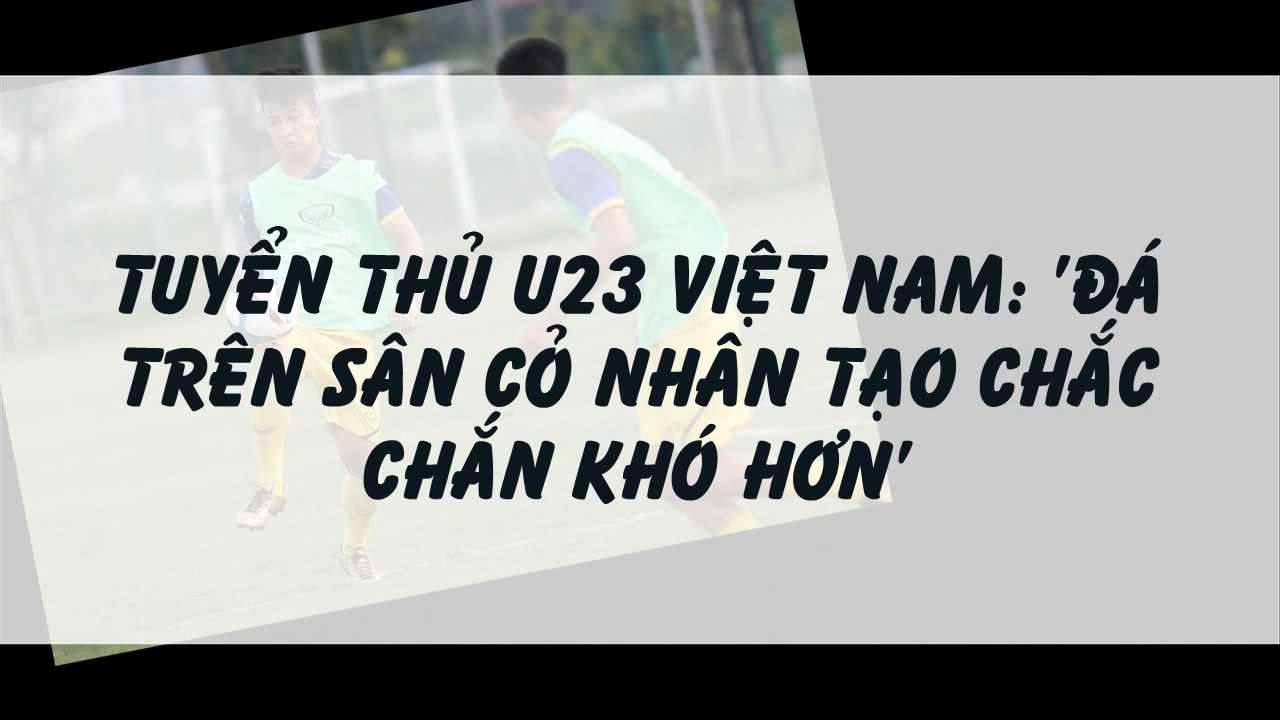 TUYỂN THỦ U23 VIỆT NAM: 'ĐÁ
TRÊN SÂN CỎ NHÂN TẠO CHẮC
CHẮN KHÓ HƠN'